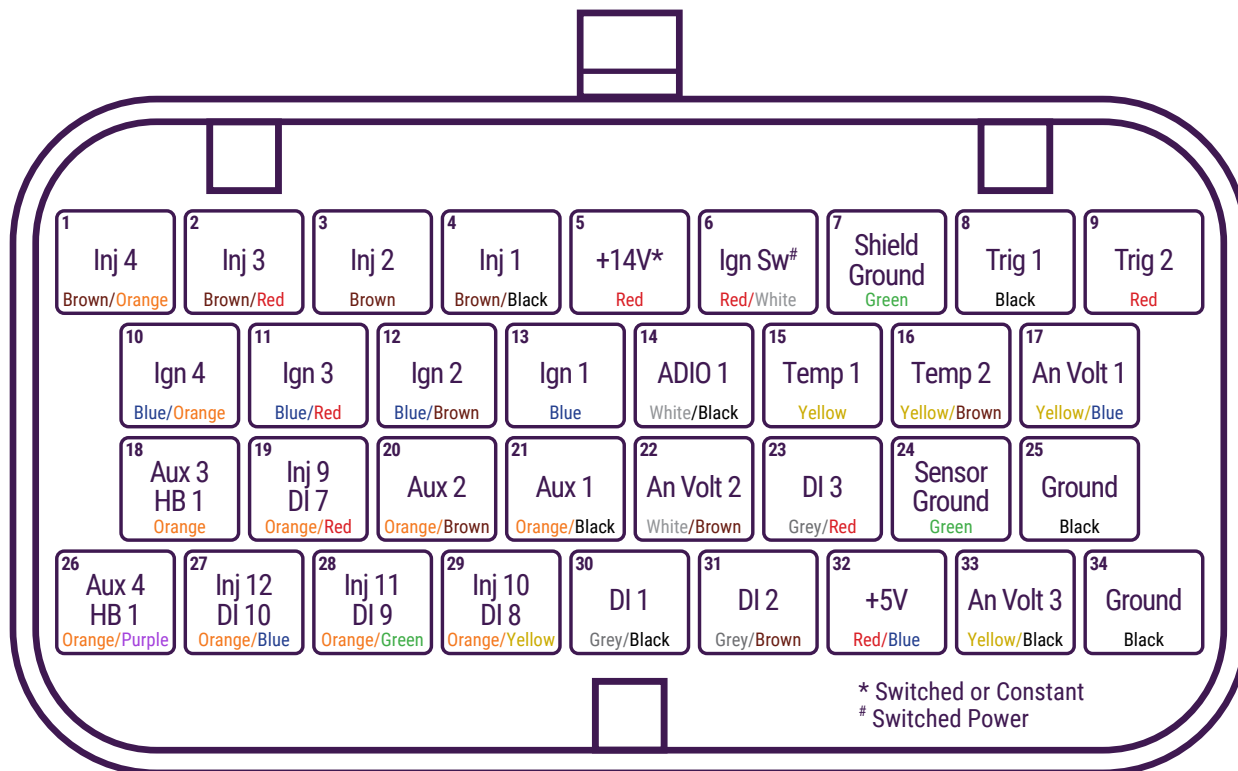 1
Inj 4
Brown/Orange
2
Inj 3
Brown/Red
3
Inj 2
Brown
4
Inj 1
Brown/Black
5
+14V*
Red
6
Ign Sw#
Red/White
7
Shield
Ground
Green
8
Trig 1
Black
9
Trig 2
Red
10
Ign 4
Blue/Orange
11
Ign 3
Blue/Red
12
Ign 2
Blue/Brown
13
Ign 1
Blue
14
ADIO 1
White/Black
15
Temp 1
Yellow
16
Temp 2
Yellow/Brown
17
An Volt 1
Yellow/Blue
18
Aux 3
HB 1
Orange
19
Inj 9
DI 7
Orange/Red
20
Aux 2
Orange/Brown
21
Aux 1
Orange/Black
22
An Volt 2
White/Brown
23
DI 3
Grey/Red
24
Sensor
Ground
Green
25
Ground
Black
26
Aux 4
HB 1
Orange/Purple
27
Inj 12
DI 10
Orange/Blue
28
Inj 11
DI 9
Orange/Green
29
Inj 10
DI 8
Orange/Yellow
30
DI 1
Grey/Black
31
DI 2
Grey/Brown
32
+5V
Red/Blue
33
An Volt 3
Yellow/Black
34
Ground
Black
* Switched or Constant
# Switched Power